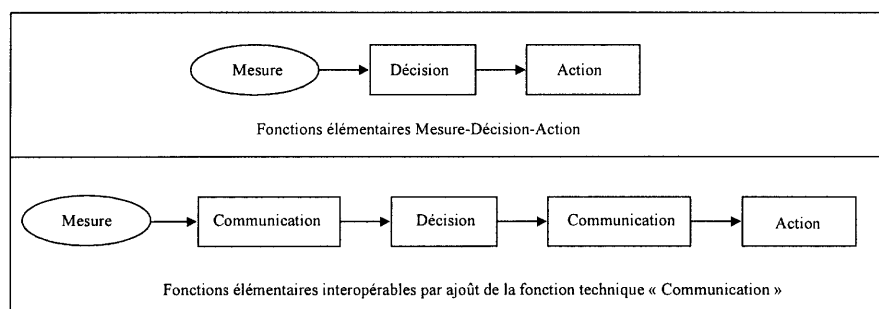 Mesure
Décision
Action
Fonctions élémentaires Mesure-Décision-Action
Mesure
Communication
Décision
Communication
Action
Fonctions élémentaires interopérables par ajoût de la fonction technique « Communication »